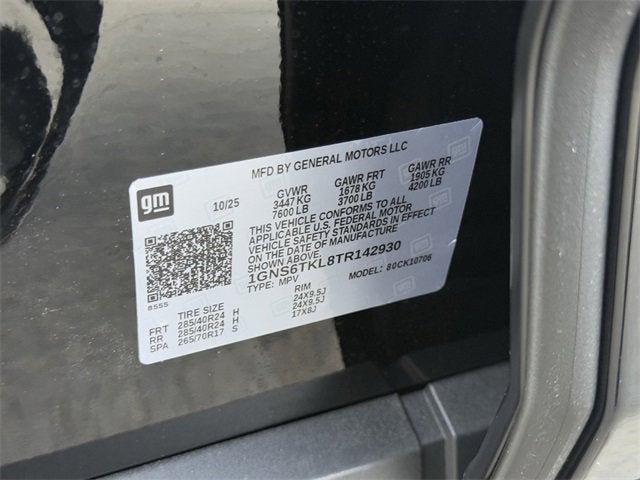 MFD BY GENERAL MOTORS LLC
gm
10/25
GVWR GAWR FRT GAWR RR
3447 KG 1678 KG 1905 KG
7600 LB 3700 LB 4200 LB
THIS VEHICLE CONFORMS TO ALL
APPLICABLE U.S. FEDERAL MOTOR
VEHICLE SAFETY STANDARDS IN EFFECT
ON THE DATE OF MANUFACTURE
SHOWN ABOVE.
1GNS6TKL8TR142930
TYPE: MPV MODEL: 80CK10706
8555
TIRE SIZE RIM
FRT 285/40R24 H 24X9.5J
RR 285/40R24 H 24X9.5J
SPA 265/70R17 S 17X8J